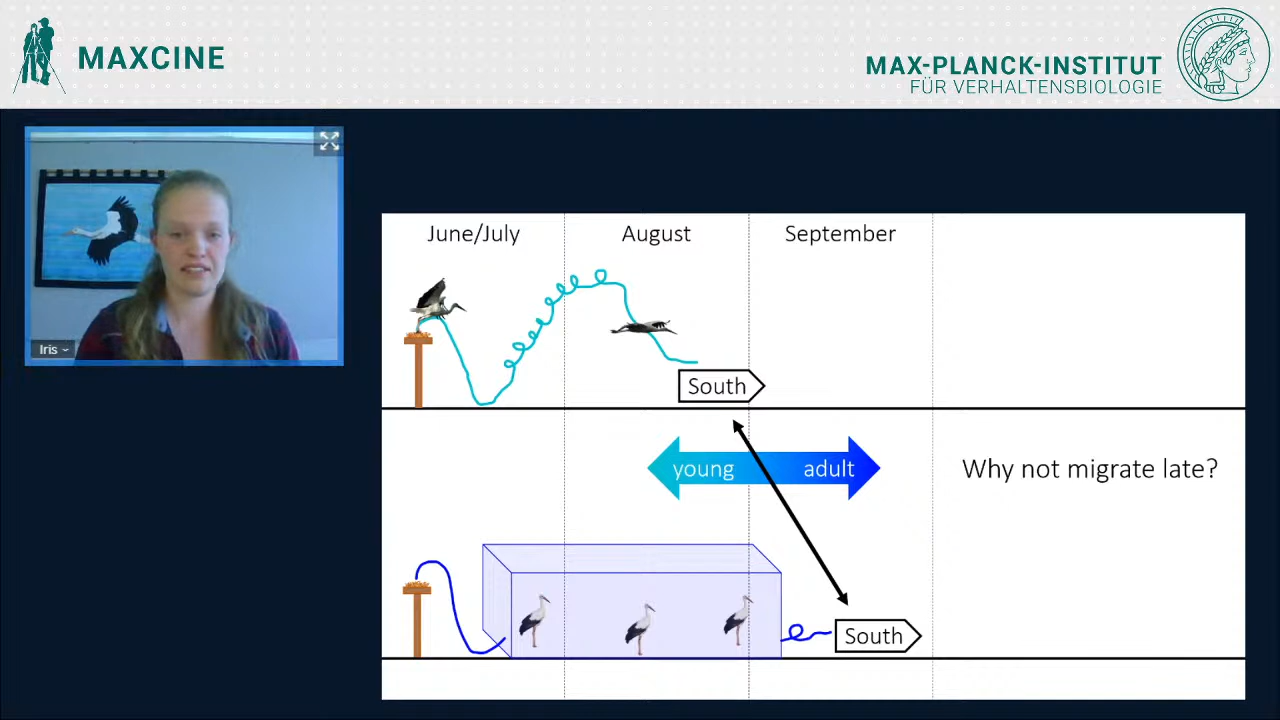 MAXCINE
MAX-PLANCK-INSTITUT
FÜR VERHALTENSBIOLOGIE
Iris
June/July
August
September
South
young
adult
Why not migrate late?
South